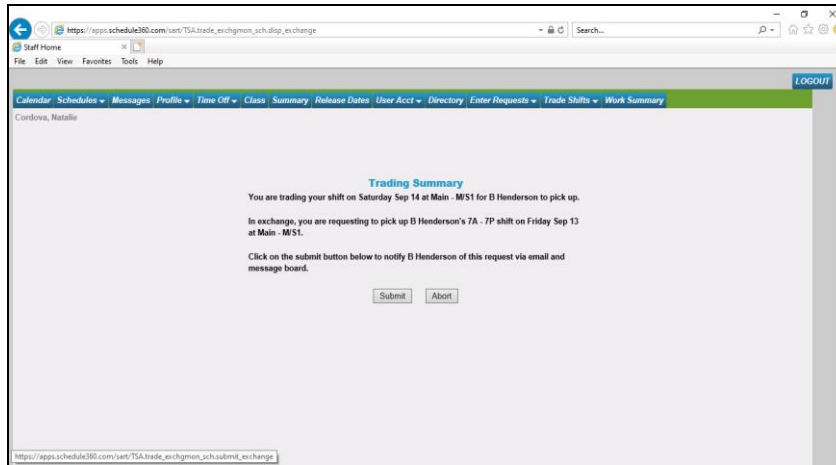 https://apps.schedule360.com/sart/TSA.trade_exchgmon_sch.disp_exchange
Search...
Staff Home
File Edit View Favorites Tools Help
LOGOUT
Calendar Schedules Messages Profile Time Off Class Summary Release Dates User Acct Directory Enter Requests Trade Shifts Work Summary
Cordova, Natalie
Trading Summary
You are trading your shift on Saturday Sep 14 at Main - M/S1 for B Henderson to pick up.
In exchange, you are requesting to pick up B Henderson's 7A - 7P shift on Friday Sep 13
at Main - M/S1.
Click on the submit button below to notify B Henderson of this request via email and
message board.
Submit Abort
https://apps.schedule360.com/sart/TSA.trade_exchgmon_sch.submit_exchange